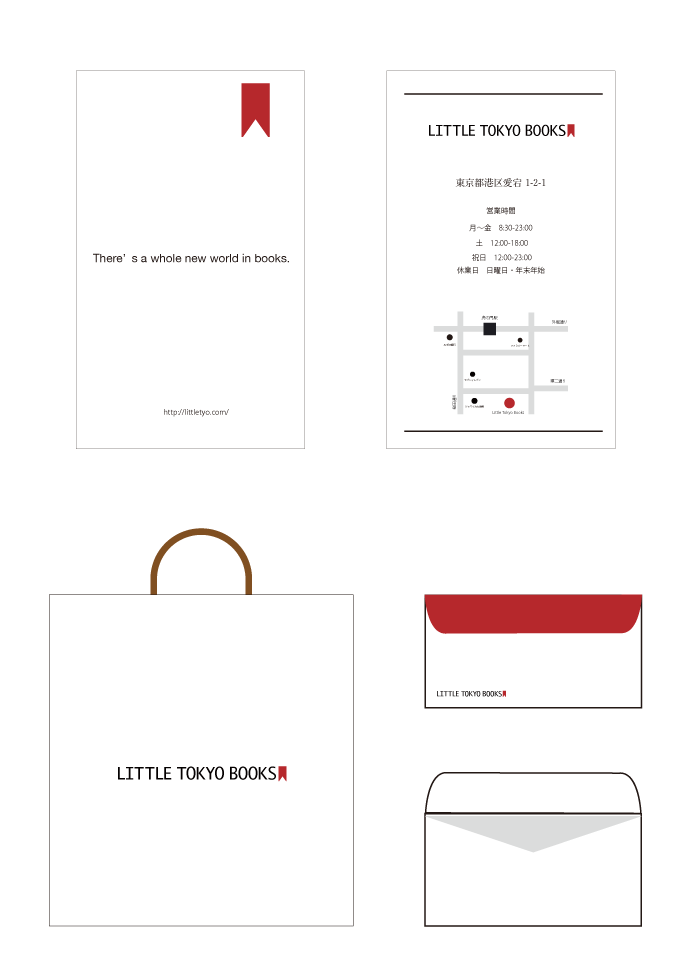 There’ s a whole new world in books.
http://littletyo.com/
LITTLE TOKYO BOOKS
東京都港区愛宕 1-2-1
営業時間
月〜金 8:30-23:00
土 12:00-18:00
祝日 12:00-23:00
休業日 日曜日・年末年始
Little Tokyo Books
LITTLE TOKYO BOOKS
LITTLE TOKYO BOOKS